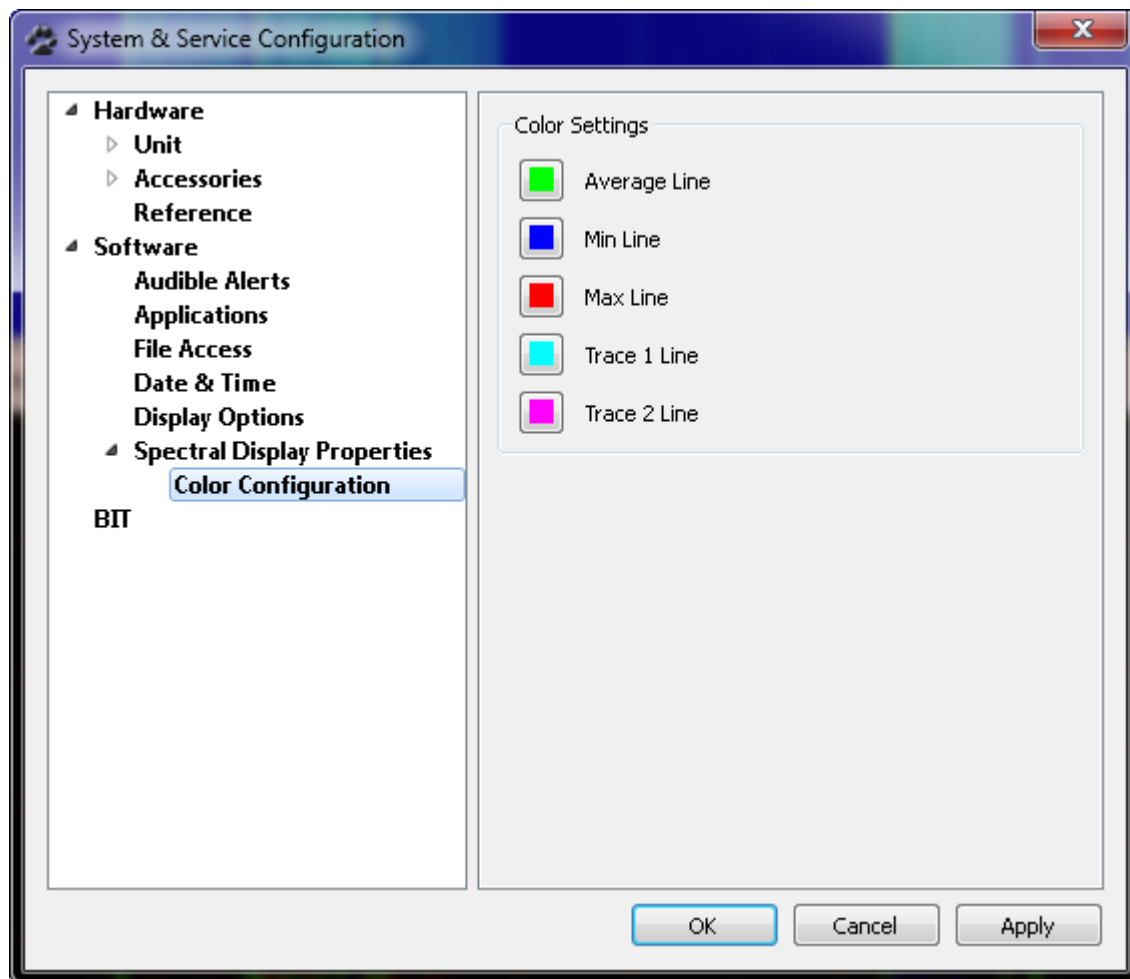 System & Service Configuration
Hardware
Unit
Accessories
Reference
Software
Audible Alerts
Applications
File Access
Date & Time
Display Options
Spectral Display Properties
Color Configuration
BIT
Color Settings
Average Line
Min Line
Max Line
Trace 1 Line
Trace 2 Line
OK
Cancel
Apply